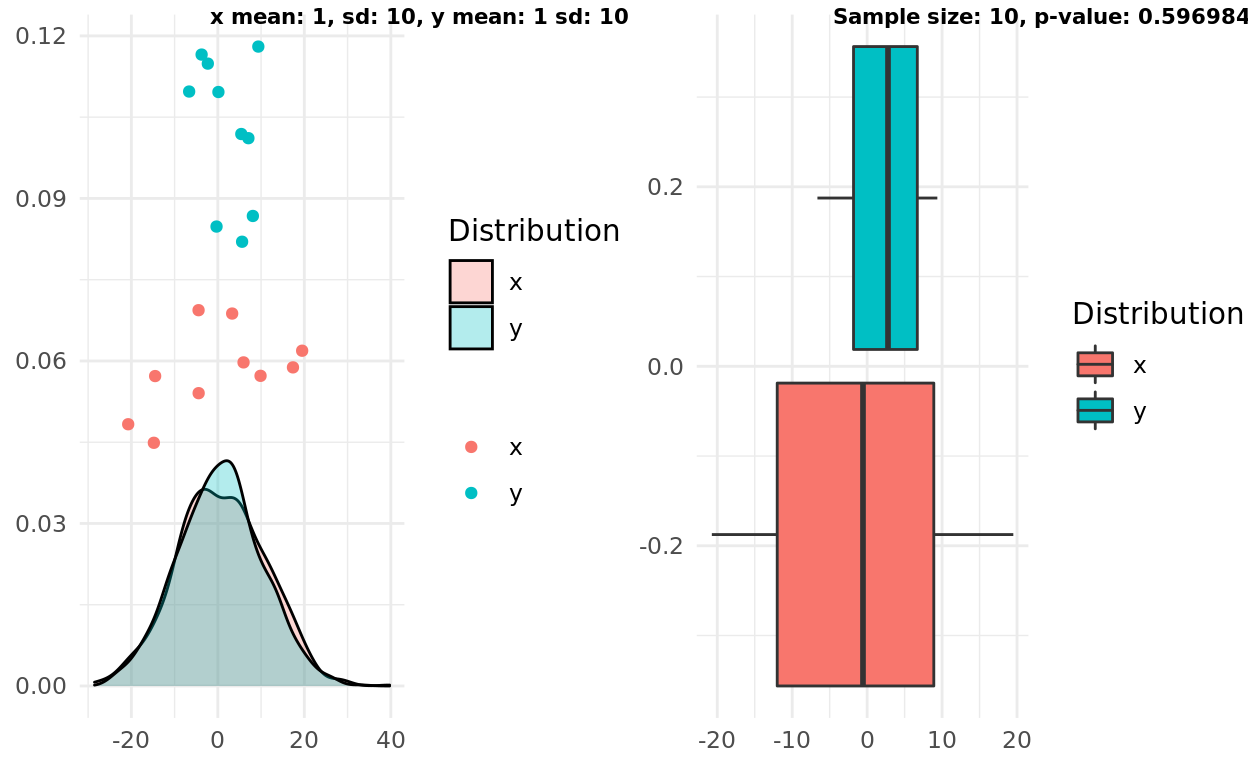 x mean: 1, sd: 10, y mean: 1 sd: 10
0.12
0.09
0.06
0.03
0.00
-20 0 20 40
Distribution
x
y
x
y
Sample size: 10, p-value: 0.596984
0.2
0.0
-0.2
-20 -10 0 10 20
Distribution
x
y